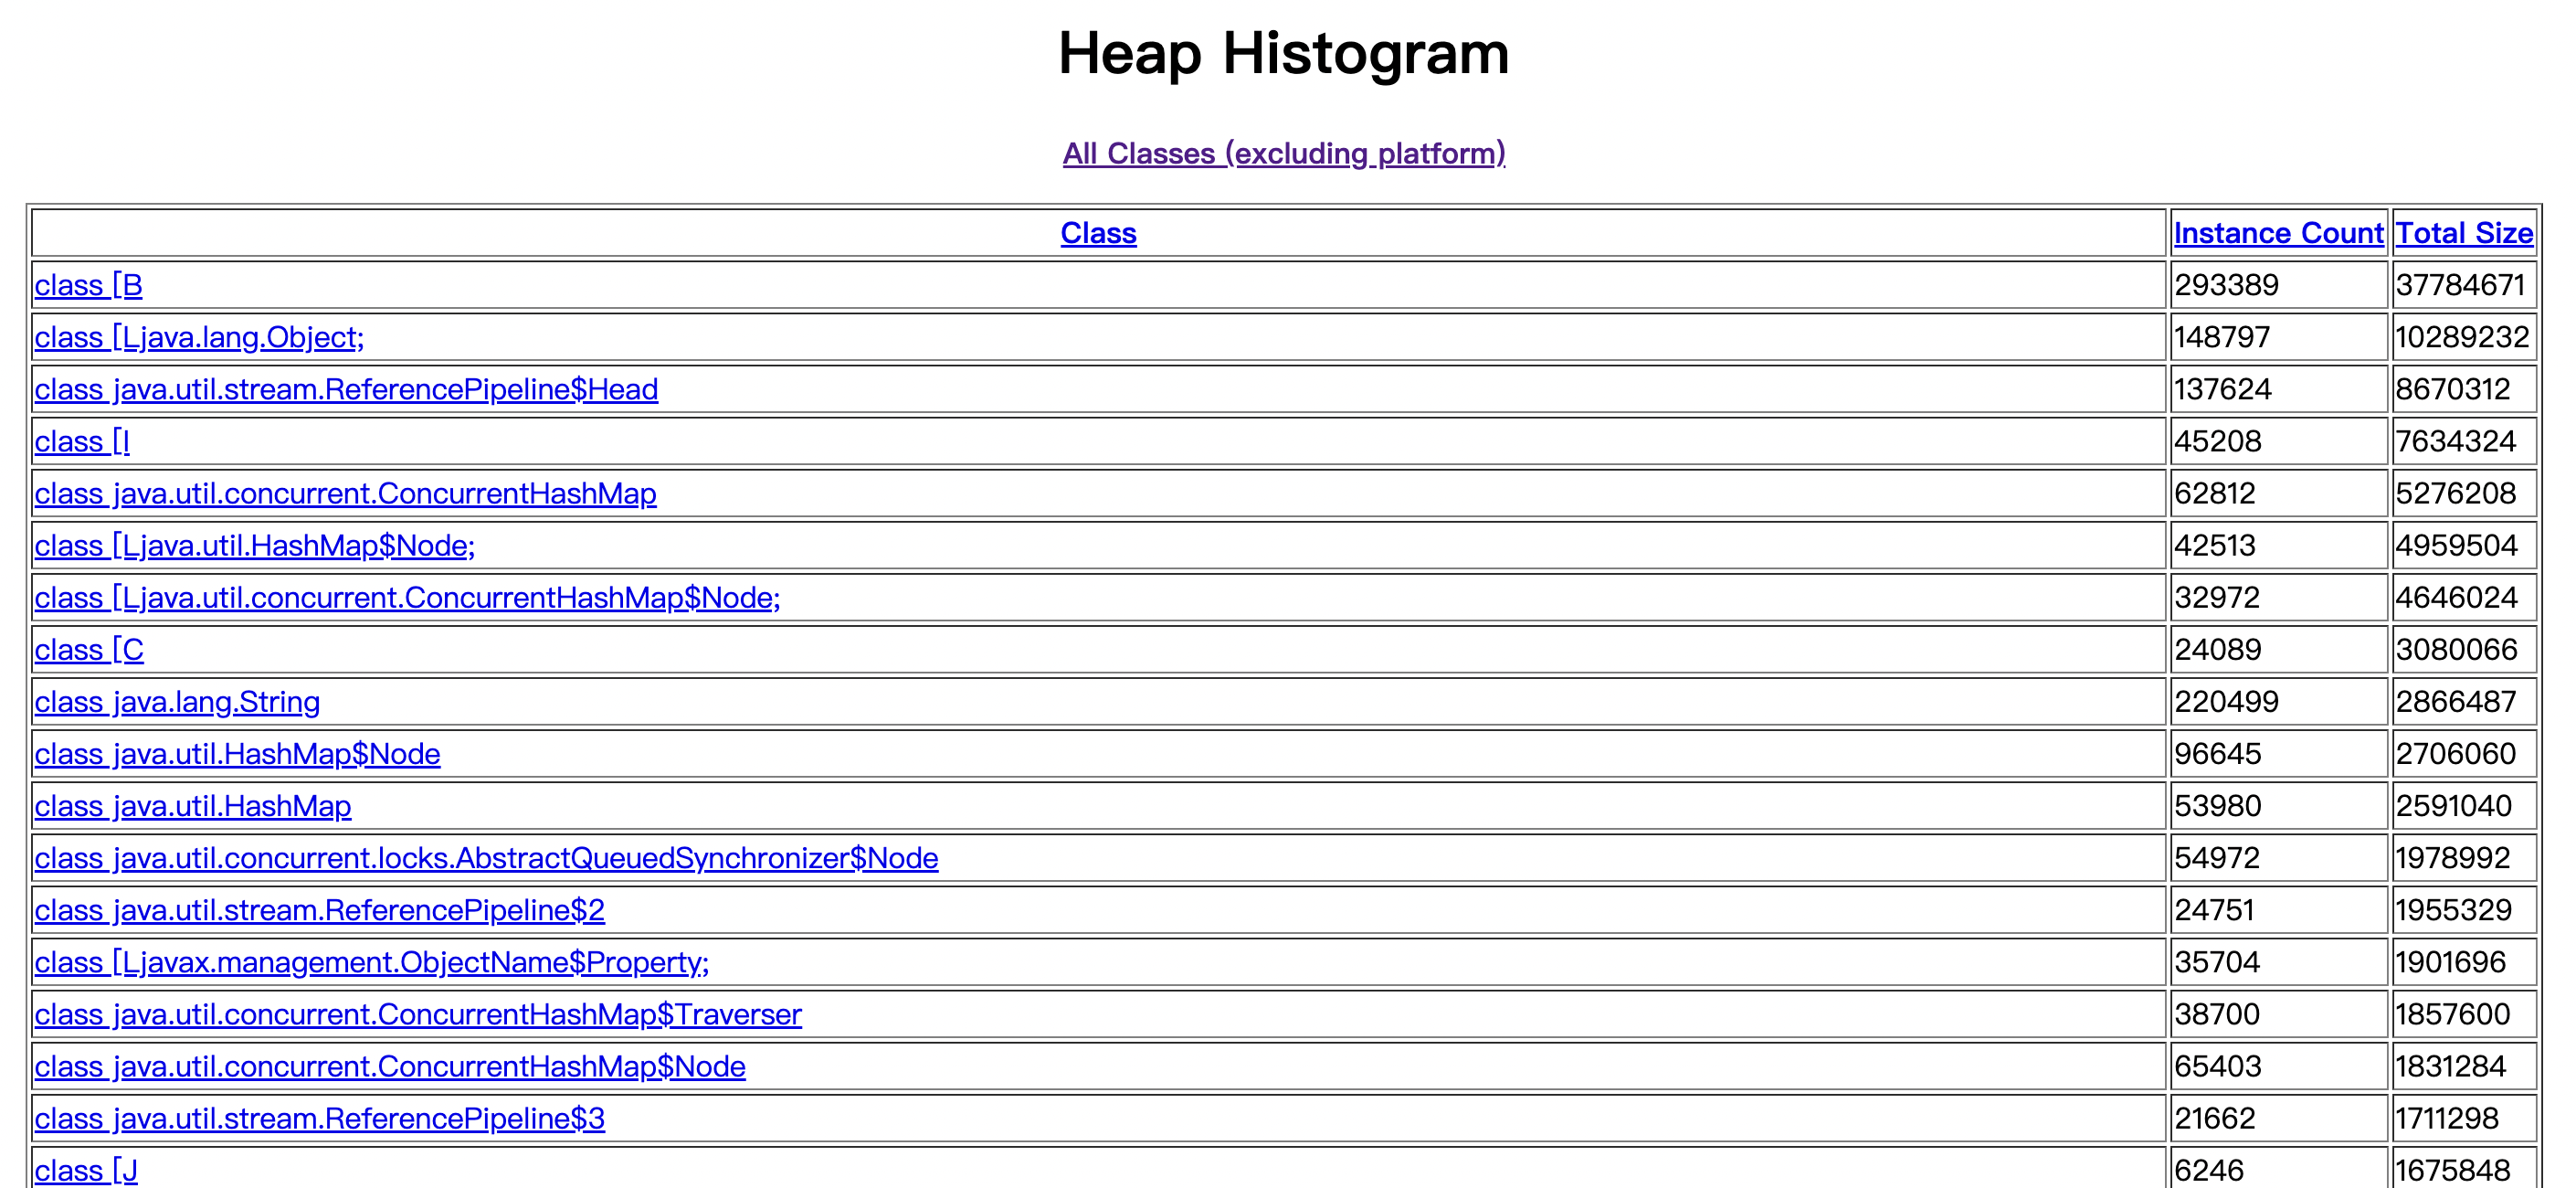 Heap Histogram
All Classes (excluding platform)
Class Instance Count Total Size
class [B 293389 37784671
class [Ljava.lang.Object; 148797 10289232
class java.util.stream.ReferencePipeline$Head 137624 8670312
class [I 45208 7634324
class java.util.concurrent.ConcurrentHashMap 62812 5276208
class [Ljava.util.HashMap$Node; 42513 4959504
class [Ljava.util.concurrent.ConcurrentHashMap$Node; 32972 4646024
class [C 24089 3080066
class java.lang.String 220499 2866487
class java.util.HashMap$Node 96645 2706060
class java.util.HashMap 53980 2591040
class java.util.concurrent.locks.AbstractQueuedSynchronizer$Node 54972 1978992
class java.util.stream.ReferencePipeline$2 24751 1955329
class [Ljavax.management.ObjectName$Property; 35704 1901696
class java.util.concurrent.ConcurrentHashMap$Traverser 38700 1857600
class java.util.concurrent.ConcurrentHashMap$Node 65403 1831284
class java.util.stream.ReferencePipeline$3 21662 1711298
class [J 6246 1675848